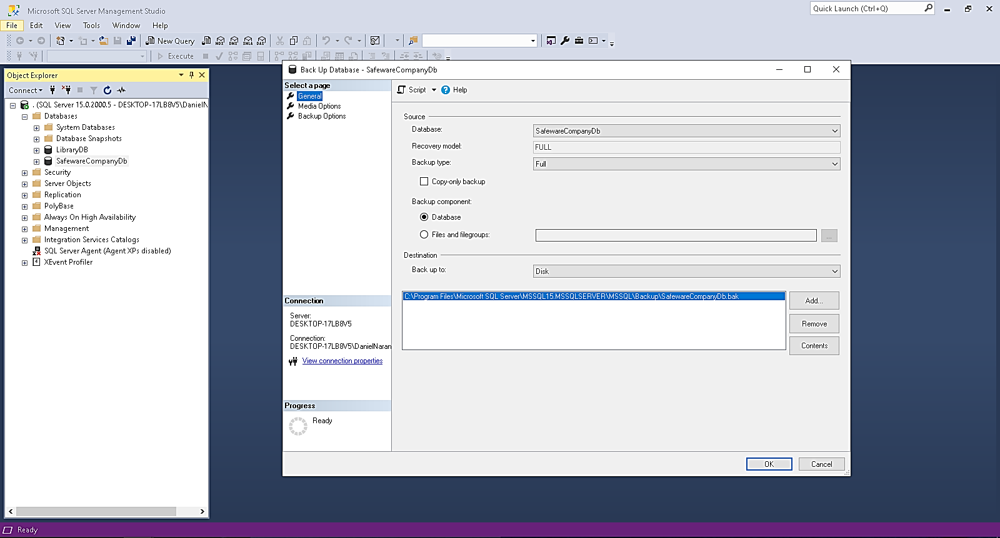 Microsoft SQL Server Management Studio
Quick Launch (Ctrl+Q)
File Edit View Tools Window Help
New Query
MDX DMX XMLA DAX
Execute
Object Explorer
Connect
. (SQL Server 15.0.2000.5 - DESKTOP-17LB8V5\DanielN
Databases
System Databases
Database Snapshots
LibraryDB
SafewareCompanyDb
Security
Server Objects
Replication
PolyBase
Always On High Availability
Management
Integration Services Catalogs
SQL Server Agent (Agent XPs disabled)
XEvent Profiler
Back Up Database - SafewareCompanyDb
Select a page
General
Media Options
Backup Options
Connection
Server:
DESKTOP-17LB8V5
Connection:
DESKTOP-17LB8V5\DanielNaran
View connection properties
Progress
Ready
Script Help
Source
Database: SafewareCompanyDb
Recovery model: FULL
Backup type: Full
Copy-only backup
Backup component:
Database
Files and filegroups: ...
Destination
Back up to: Disk
C:\Program Files\Microsoft SQL Server\MSSQL15.MSSQLSERVER\MSSQL\Backup\SafewareCompanyDb.bak
Add...
Remove
Contents
OK Cancel
Ready